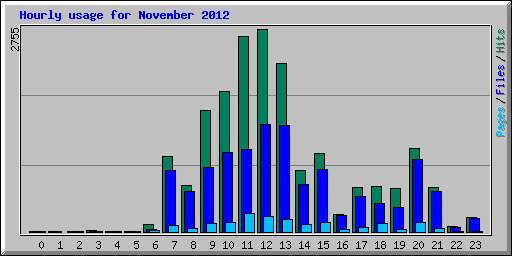 Hourly usage for November 2012
2755
Pages / Files / Hits
0 1 2 3 4 5 6 7 8 9 10 11 12 13 14 15 16 17 18 19 20 21 22 23